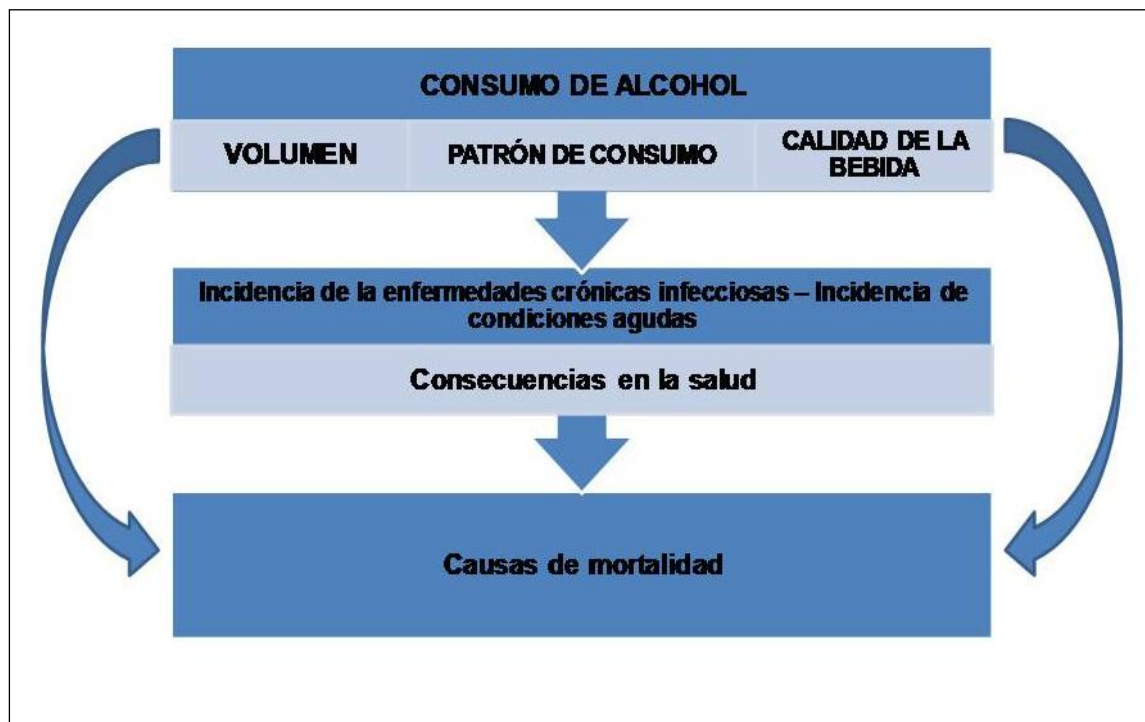 CONSUMO DE ALCOHOL
VOLUMEN
PATRÓN DE CONSUMO
CALIDAD DE LA
BEBIDA
Incidencia de la enfermedades crónicas infecciosas – Incidencia de
condiciones agudas
Consecuencias en la salud
Causas de mortalidad